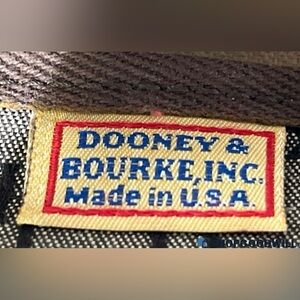 DOONEY &
BOURKE, INC.
Made in U.S.A.